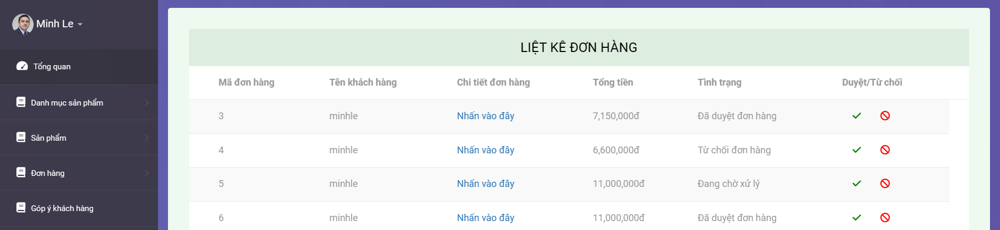 Minh Le
Tổng quan
Danh mục sản phẩm
Sản phẩm
Đơn hàng
Góp ý khách hàng
LIỆT KÊ ĐƠN HÀNG
Mã đơn hàng Tên khách hàng Chi tiết đơn hàng Tổng tiền Tình trạng Duyệt/Từ chối
3 minhle Nhấn vào đây 7,150,000đ Đã duyệt đơn hàng
4 minhle Nhấn vào đây 6,600,000đ Từ chối đơn hàng
5 minhle Nhấn vào đây 11,000,000đ Đang chờ xử lý
6 minhle Nhấn vào đây 11,000,000đ Đã duyệt đơn hàng